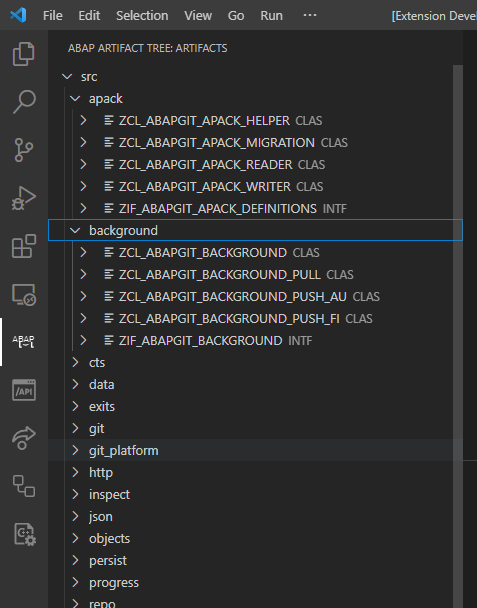 File Edit View Go Run ··· [Extension Devel
ABAP ARTIFACT TREE: ARTIFACTS
src
apack
ZCL_ABAPGIT_APACK_HELPER CLAS
ZCL_ABAPGIT_APACK_MIGRATION CLAS
ZCL_ABAPGIT_APACK_READER CLAS
ZCL_ABAPGIT_APACK_WRITER CLAS
ZIF_ABAPGIT_APACK_DEFINITIONS INTF
background
ZCL_ABAPGIT_BACKGROUND CLAS
ZCL_ABAPGIT_BACKGROUND_PULL CLAS
ZCL_ABAPGIT_BACKGROUND_PUSH_AU CLAS
ZCL_ABAPGIT_BACKGROUND_PUSH_FI CLAS
ZIF_ABAPGIT_BACKGROUND INTF
ABAP
cts
data
/API
exits
git
git_platform
http
inspect
json
C++
objects
persist
progress
repo